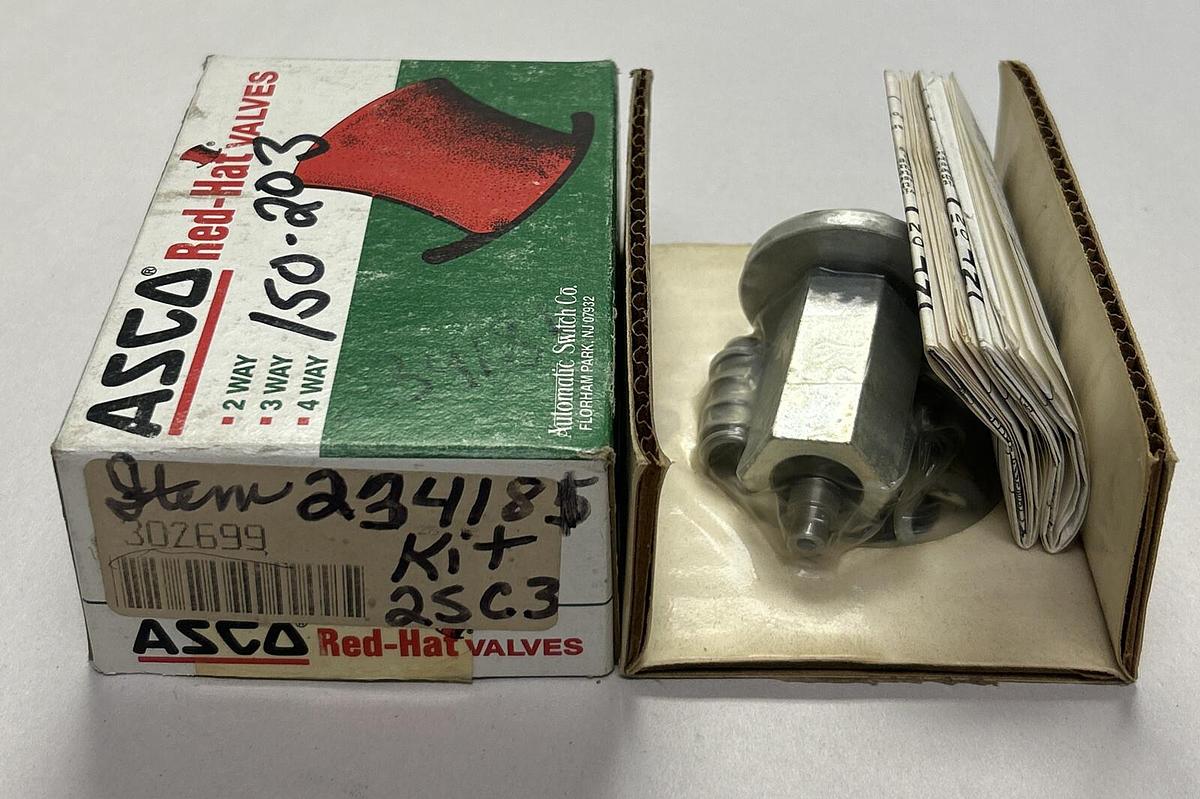 ASCO®
Red-Hat® VALVES
2 WAY
3 WAY
4 WAY
150-203
Automatic Switch Co.
FLORHAM PARK, NJ 07932
Item 234185
302699
Kit
2SC3
ASCO® Red-Hat® VALVES